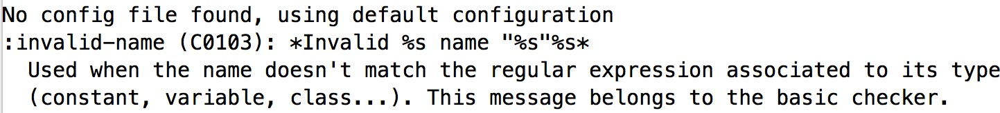 No config file found, using default configuration
:invalid-name (C0103): *Invalid %s name "%s"%s*
  Used when the name doesn't match the regular expression associated to its type
  (constant, variable, class...). This message belongs to the basic checker.